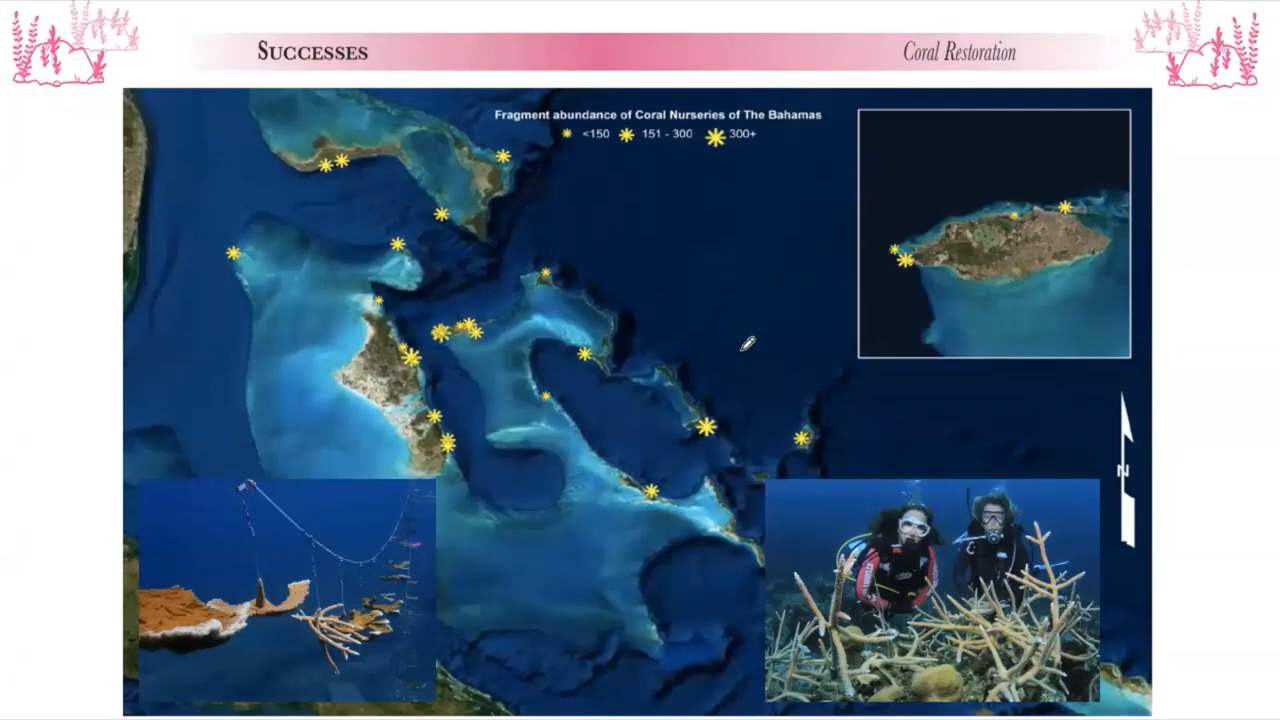 SUCCESSES
Coral Restoration
Fragment abundance of Coral Nurseries of The Bahamas
<150 151 - 300 300+
N